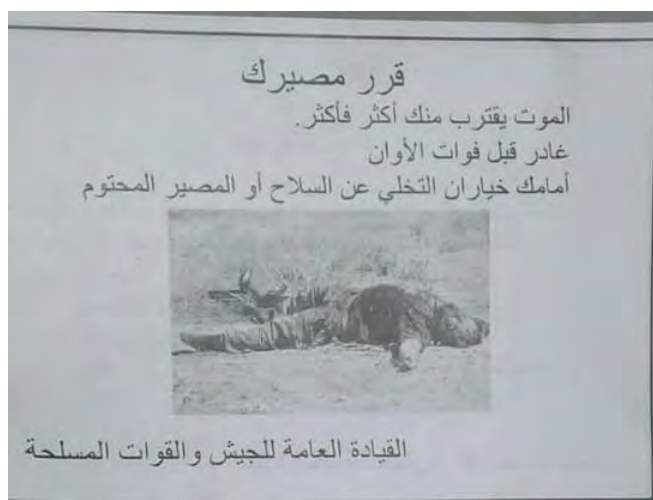 قرر مصيرك
الموت يقترب منك أكثر فأكثر.
غادر قبل فوات الأوان
أمامك خياران التخلي عن السلاح أو المصير المحتوم
القيادة العامة للجيش والقوات المسلحة